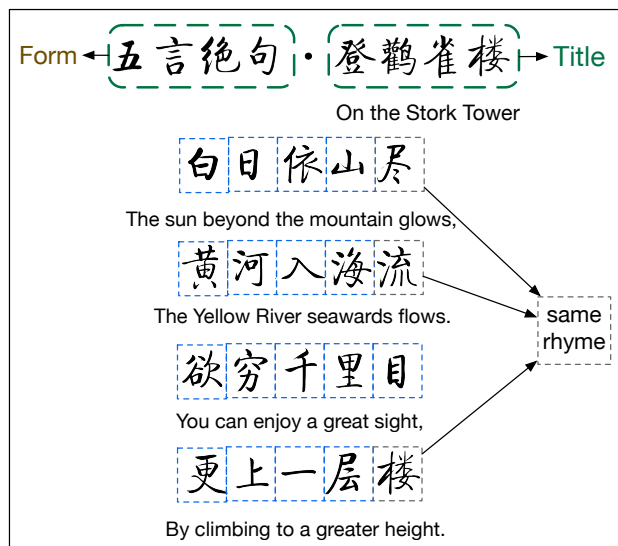 Form 五言绝句·登鹳雀楼 Title
On the Stork Tower
白日依山尽
The sun beyond the mountain glows,
黄河入海流
The Yellow River seawards flows.
same
rhyme
欲穷千里目
You can enjoy a great sight,
更上一层楼
By climbing to a greater height.